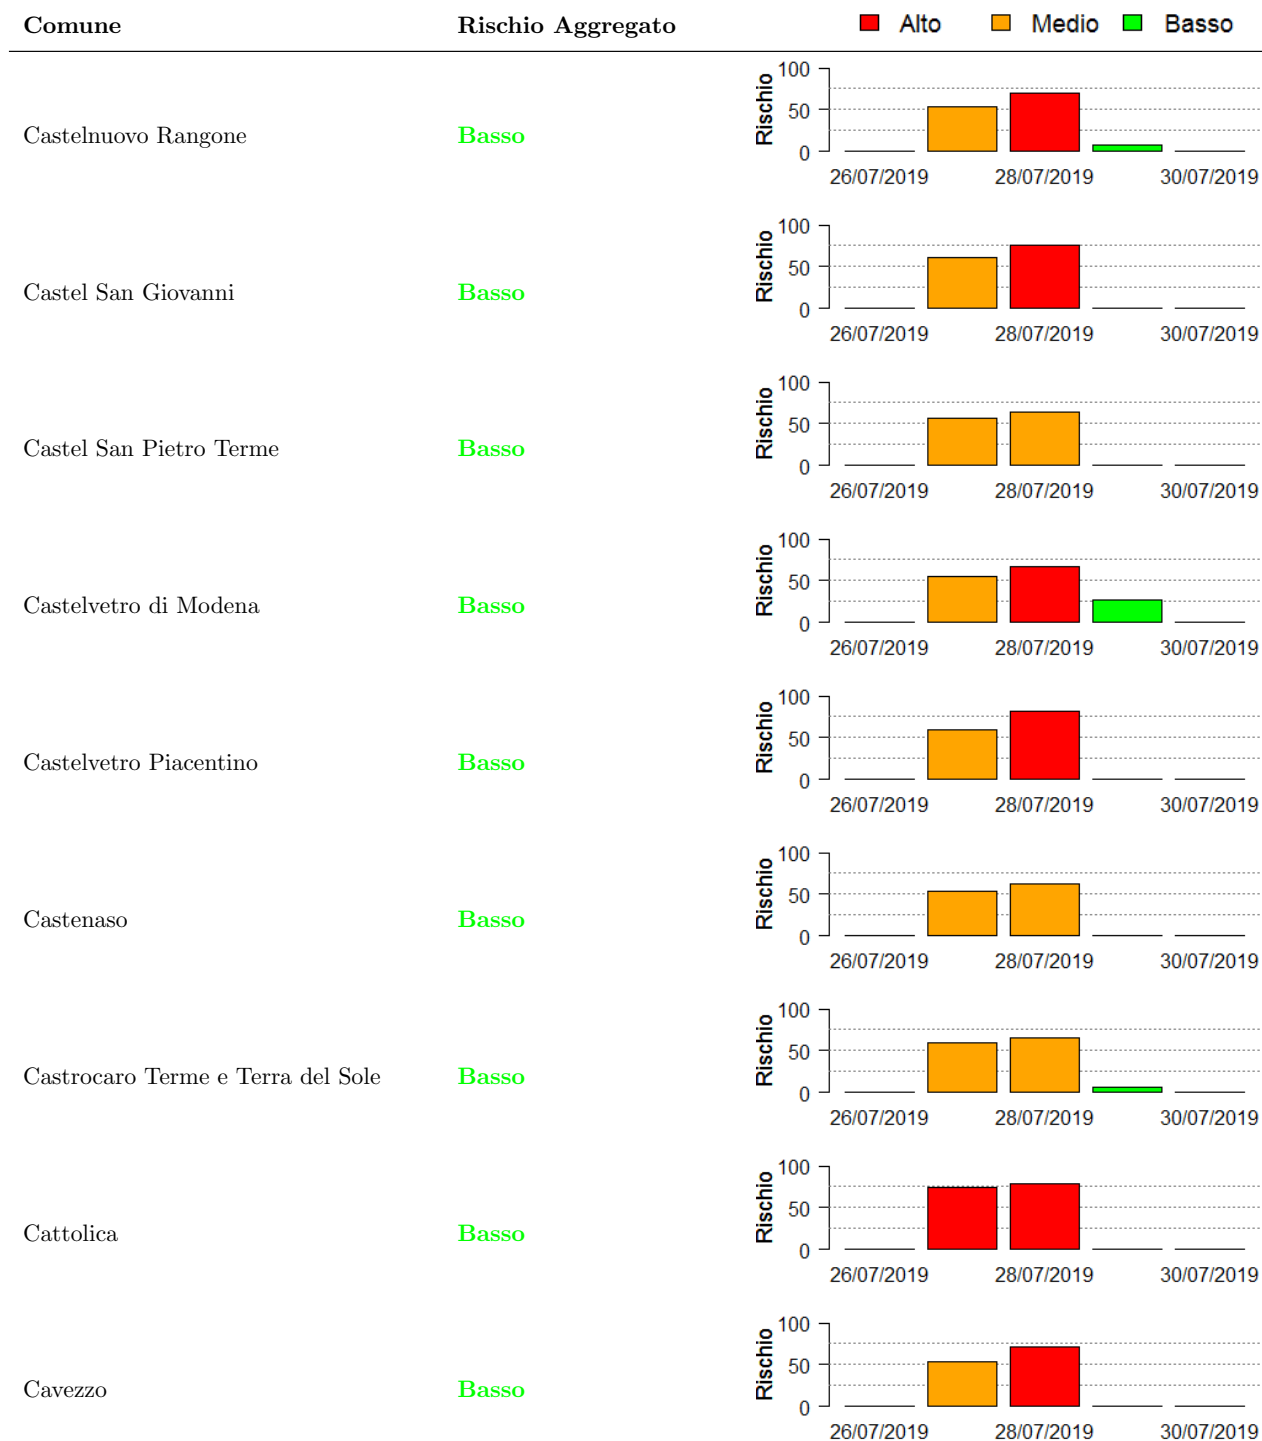 Comune Rischio Aggregato Alto Medio Basso
100
50
0
Rischio
Castelnuovo Rangone Basso
26/07/2019 28/07/2019 30/07/2019
100
50
0
Rischio
Castel San Giovanni Basso
26/07/2019 28/07/2019 30/07/2019
100
50
0
Rischio
Castel San Pietro Terme Basso
26/07/2019 28/07/2019 30/07/2019
100
50
0
Rischio
Castelvetro di Modena Basso
26/07/2019 28/07/2019 30/07/2019
100
50
0
Rischio
Castelvetro Piacentino Basso
26/07/2019 28/07/2019 30/07/2019
100
50
0
Rischio
Castenaso Basso
26/07/2019 28/07/2019 30/07/2019
100
50
0
Rischio
Castrocaro Terme e Terra del Sole Basso
26/07/2019 28/07/2019 30/07/2019
100
50
0
Rischio
Cattolica Basso
26/07/2019 28/07/2019 30/07/2019
100
50
0
Rischio
Cavezzo Basso
26/07/2019 28/07/2019 30/07/2019